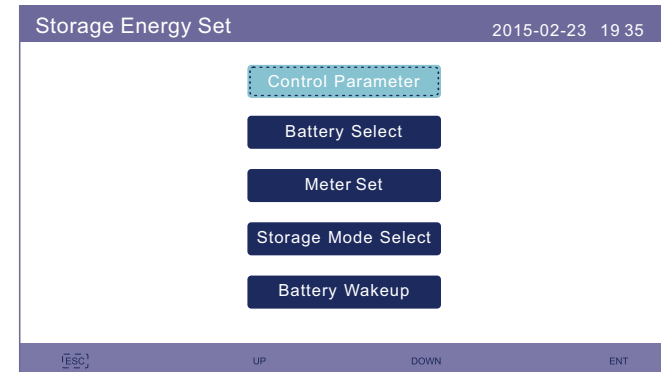 Storage Energy Set 2015-02-23 19 35
Control Parameter
Battery Select
Meter Set
Storage Mode Select
Battery Wakeup
ESC UP DOWN ENT